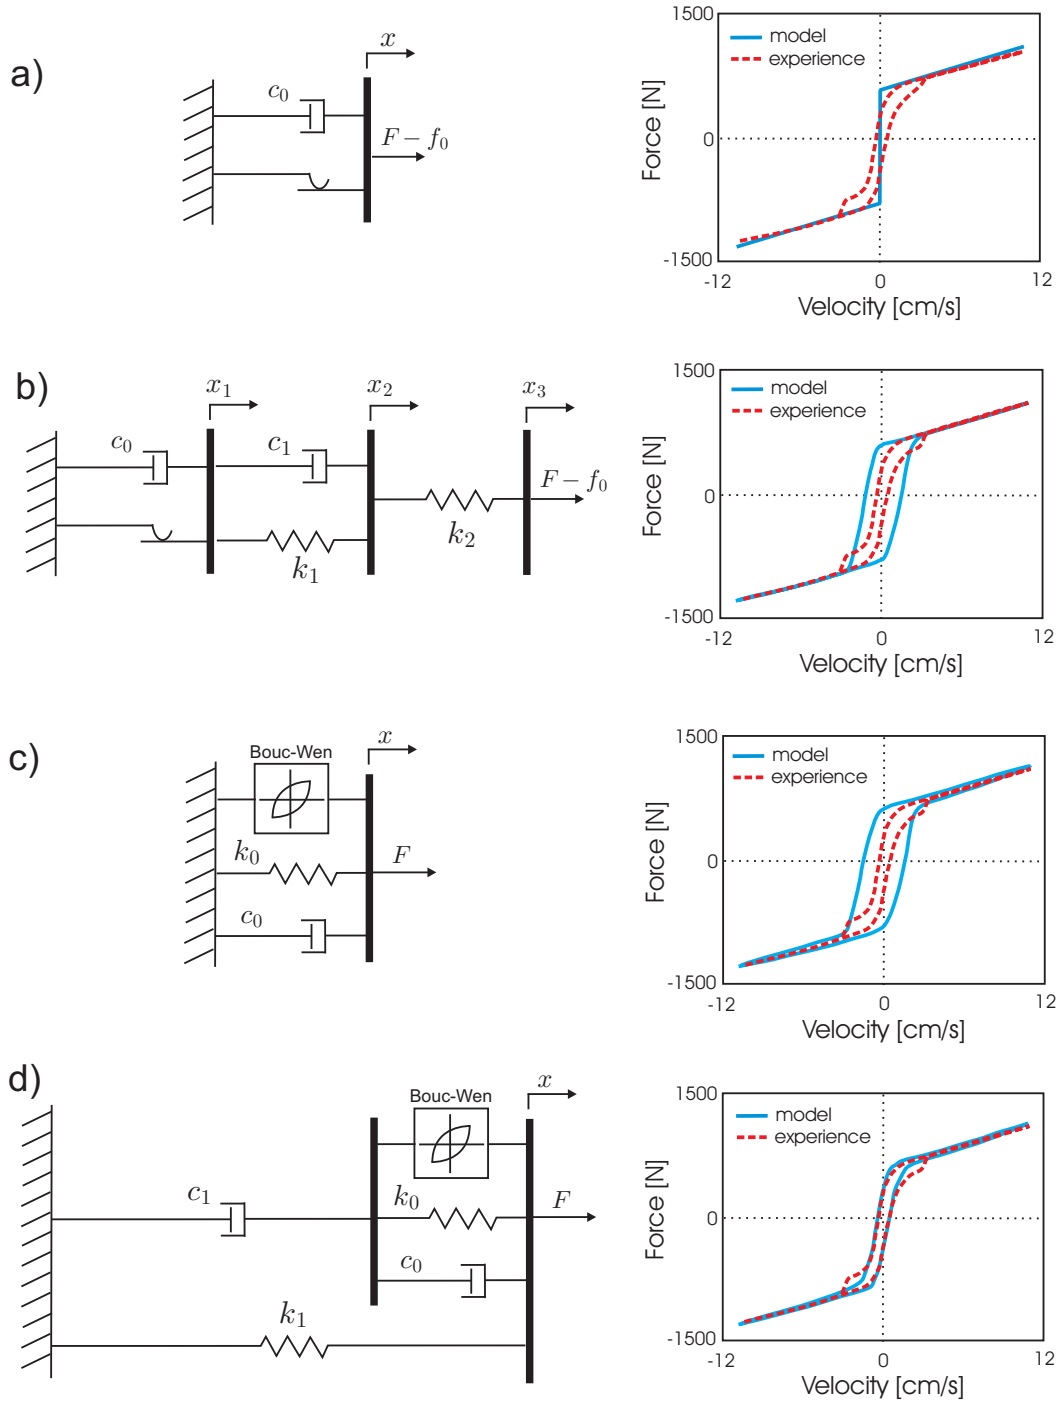 a)
x
c0
F − f0
1500
model
experience
Force [N]
0
-1500
-12
0
12
Velocity [cm/s]
b)
x1
x2
x3
c0
c1
F − f0
k2
k1
1500
model
experience
Force [N]
0
-1500
-12
0
12
Velocity [cm/s]
c)
Bouc-Wen
x
k0
F
c0
1500
model
experience
Force [N]
0
-1500
-12
0
12
Velocity [cm/s]
d)
x
Bouc-Wen
c1
k0
F
c0
k1
1500
model
experience
Force [N]
0
-1500
-12
0
12
Velocity [cm/s]